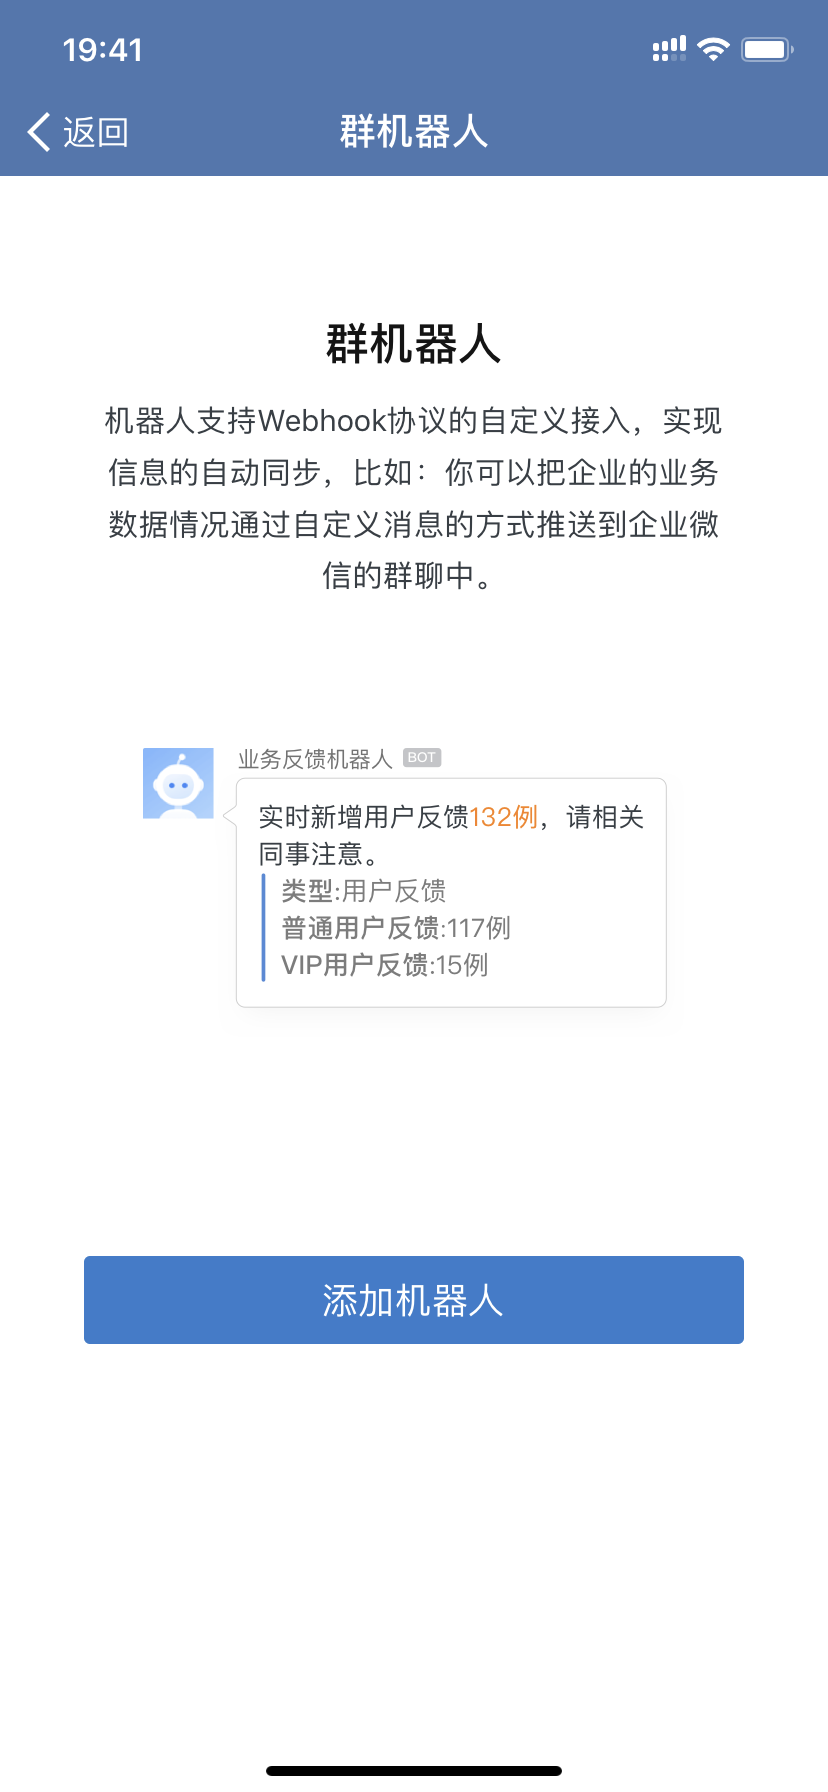 19:41
返回
群机器人
群机器人
机器人支持Webhook协议的自定义接入，实现
信息的自动同步，比如：你可以把企业的业务
数据情况通过自定义消息的方式推送到企业微
信的群聊中。
业务反馈机器人 BOT
实时新增用户反馈132例，请相关
同事注意。
类型:用户反馈
普通用户反馈:117例
VIP用户反馈:15例
添加机器人